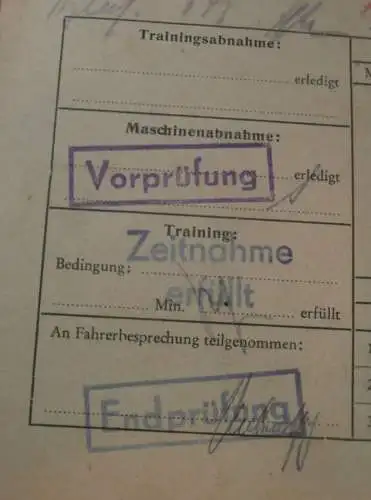 Trainingsabnahme:
erledigt
Maschinenabnahme:
Vorprüfung
erledigt
Training:
Zeitnahme
Bedingung:
erfüllt
Min. erfüllt
An Fahrerbesprechung teilgenommen:
Endprüfung